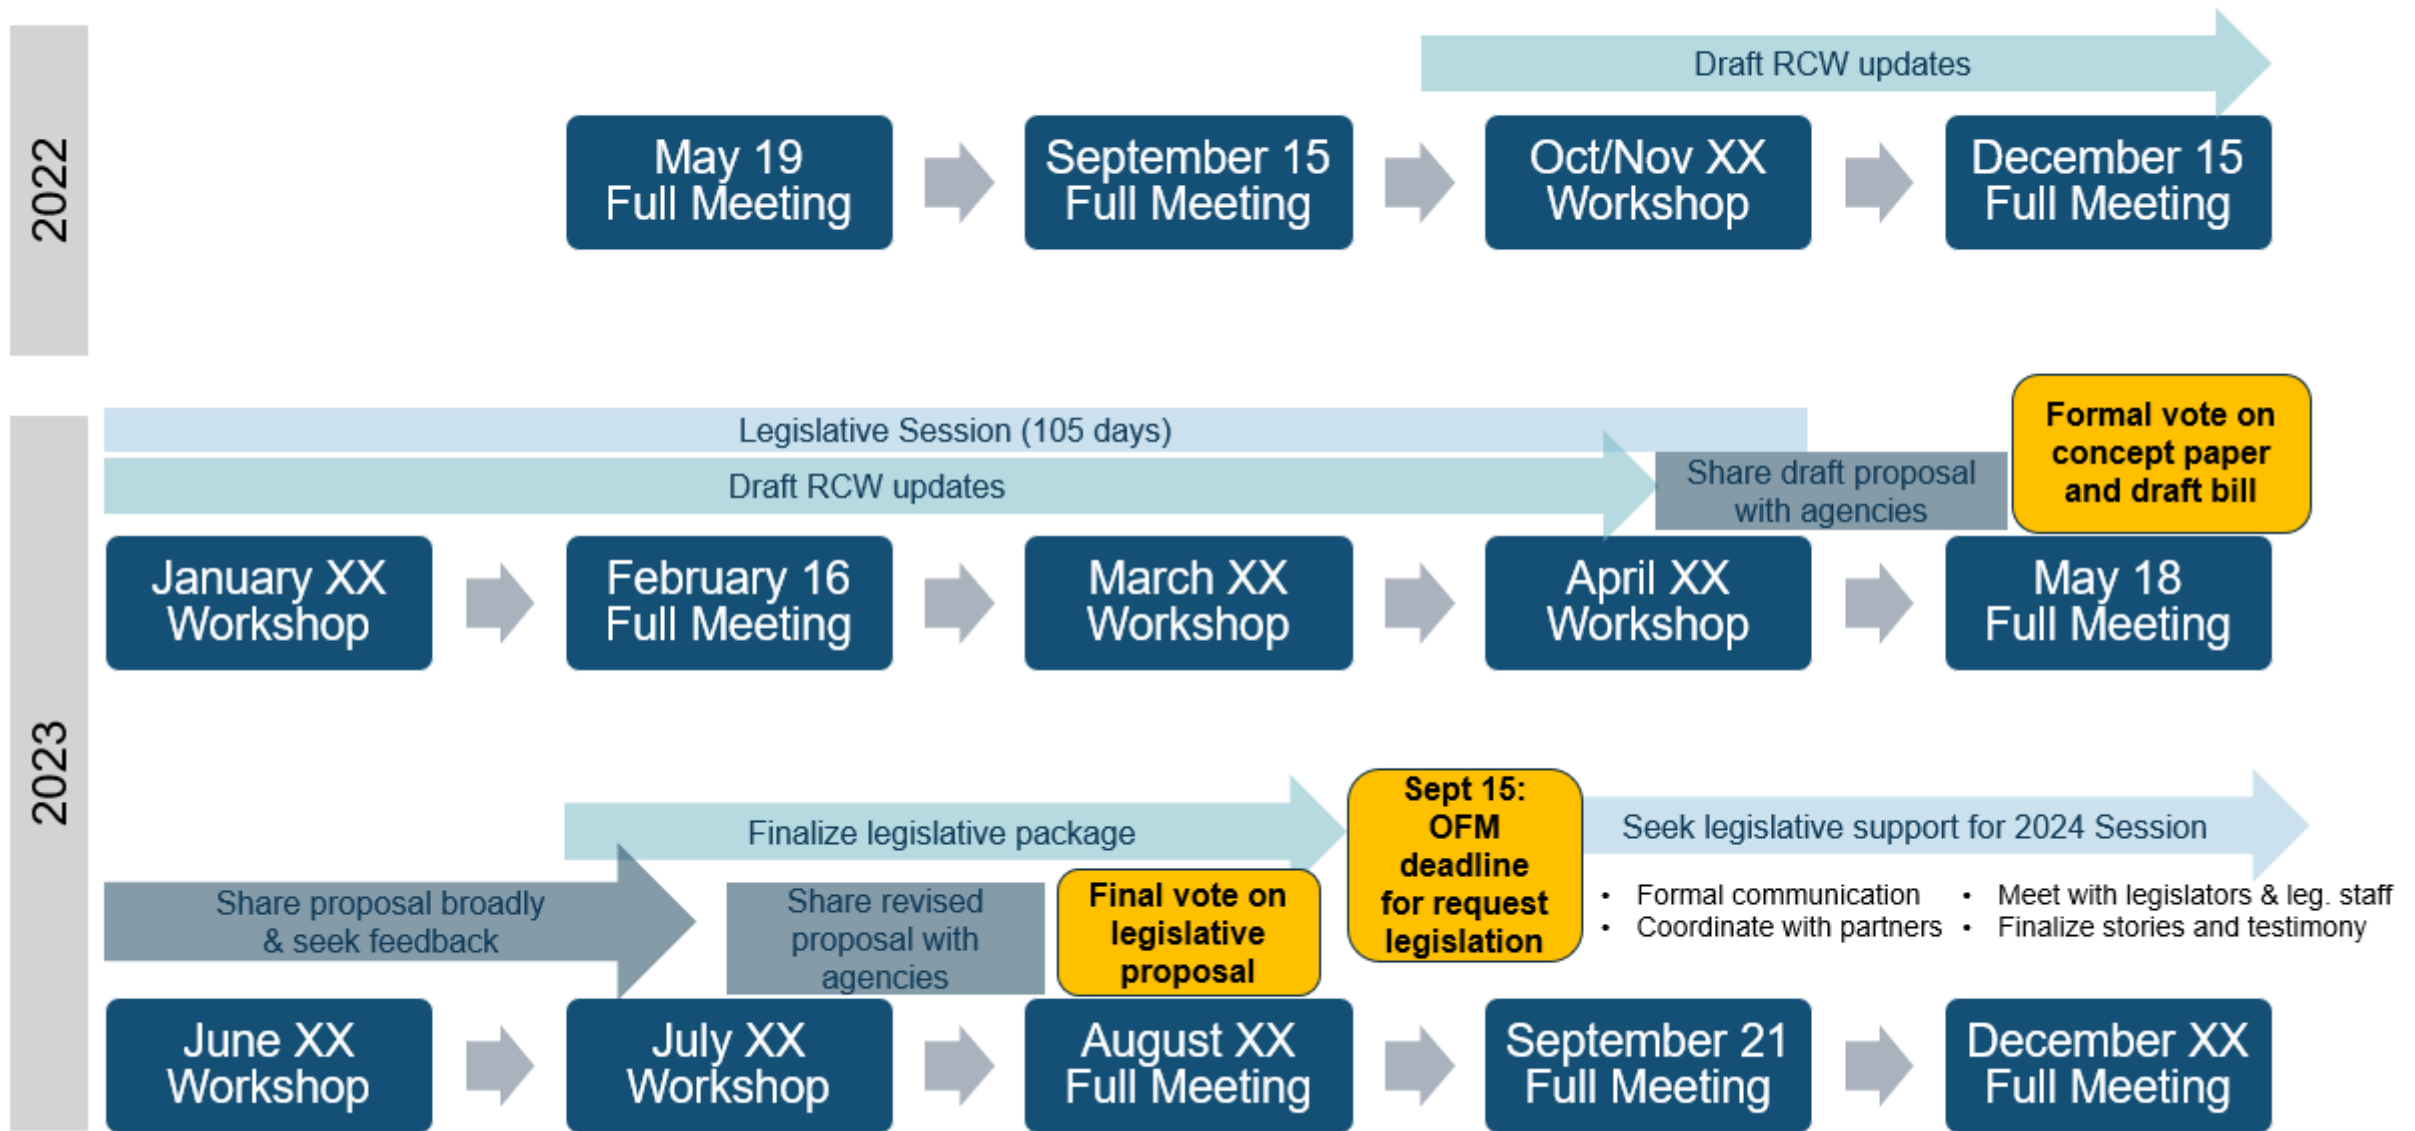 2022
Draft RCW updates
May 19
Full Meeting
September 15
Full Meeting
Oct/Nov XX
Workshop
December 15
Full Meeting
2023
Legislative Session (105 days)
Draft RCW updates
Share draft proposal
with agencies
Formal vote on
concept paper
and draft bill
January XX
Workshop
February 16
Full Meeting
March XX
Workshop
April XX
Workshop
May 18
Full Meeting
Share proposal broadly
& seek feedback
Finalize legislative package
Share revised
proposal with
agencies
Final vote on
legislative
proposal
Sept 15:
OFM
deadline
for request
legislation
Seek legislative support for 2024 Session
• Formal communication
• Coordinate with partners
• Meet with legislators & leg. staff
• Finalize stories and testimony
June XX
Workshop
July XX
Workshop
August XX
Full Meeting
September 21
Full Meeting
December XX
Full Meeting